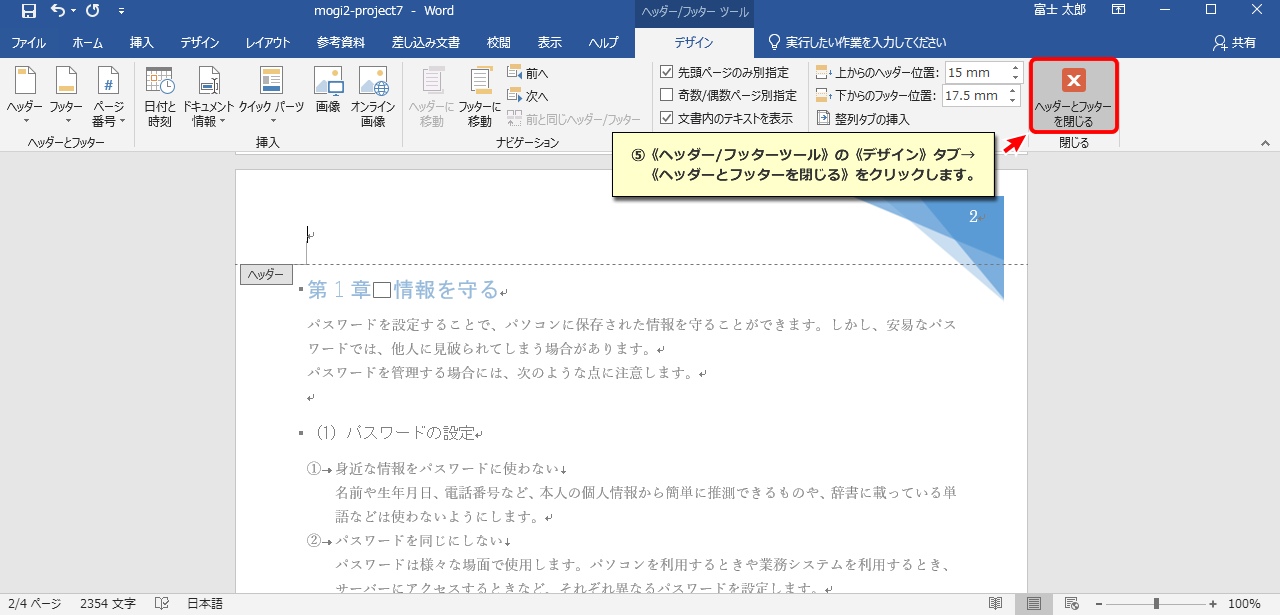 mogi2-project7 - Word
ヘッダー/フッター ツール
富士 太郎
ファイル ホーム 挿入 デザイン レイアウト 参考資料 差し込み文書 校閲 表示 ヘルプ デザイン 実行したい作業を入力してください 共有
ヘッダー
フッター
ページ
番号
ヘッダーとフッター
日付と
時刻
ドキュメント
情報
クイック パーツ
画像
オンライン
画像
挿入
ヘッダーに
移動
フッターに
移動
前へ
次へ
前と同じヘッダー/フッター
ナビゲーション
先頭ページのみ別指定
奇数/偶数ページ別指定
文書内のテキストを表示
上からのヘッダー位置: 15 mm
下からのフッター位置: 17.5 mm
整列タブの挿入
ヘッダーとフッター
を閉じる
閉じる
⑤《ヘッダー/フッターツール》の《デザイン》タブ→
《ヘッダーとフッターを閉じる》をクリックします。
2
ヘッダー
第 1 章□情報を守る
パスワードを設定することで、パソコンに保存された情報を守ることができます。しかし、安易なパス
ワードでは、他人に見破られてしまう場合があります。
パスワードを管理する場合には、次のような点に注意します。
（1）パスワードの設定
①→身近な情報をパスワードに使わない↓
名前や生年月日、電話番号など、本人の個人情報から簡単に推測できるものや、辞書に載っている単
語などは使わないようにします。
②→パスワードを同じにしない↓
パスワードは様々な場面で使用します。パソコンを利用するときや業務システムを利用するとき、
サーバーにアクセスするときなど、それぞれ異なるパスワードを設定します。
2/4 ページ 2354 文字 日本語 100%